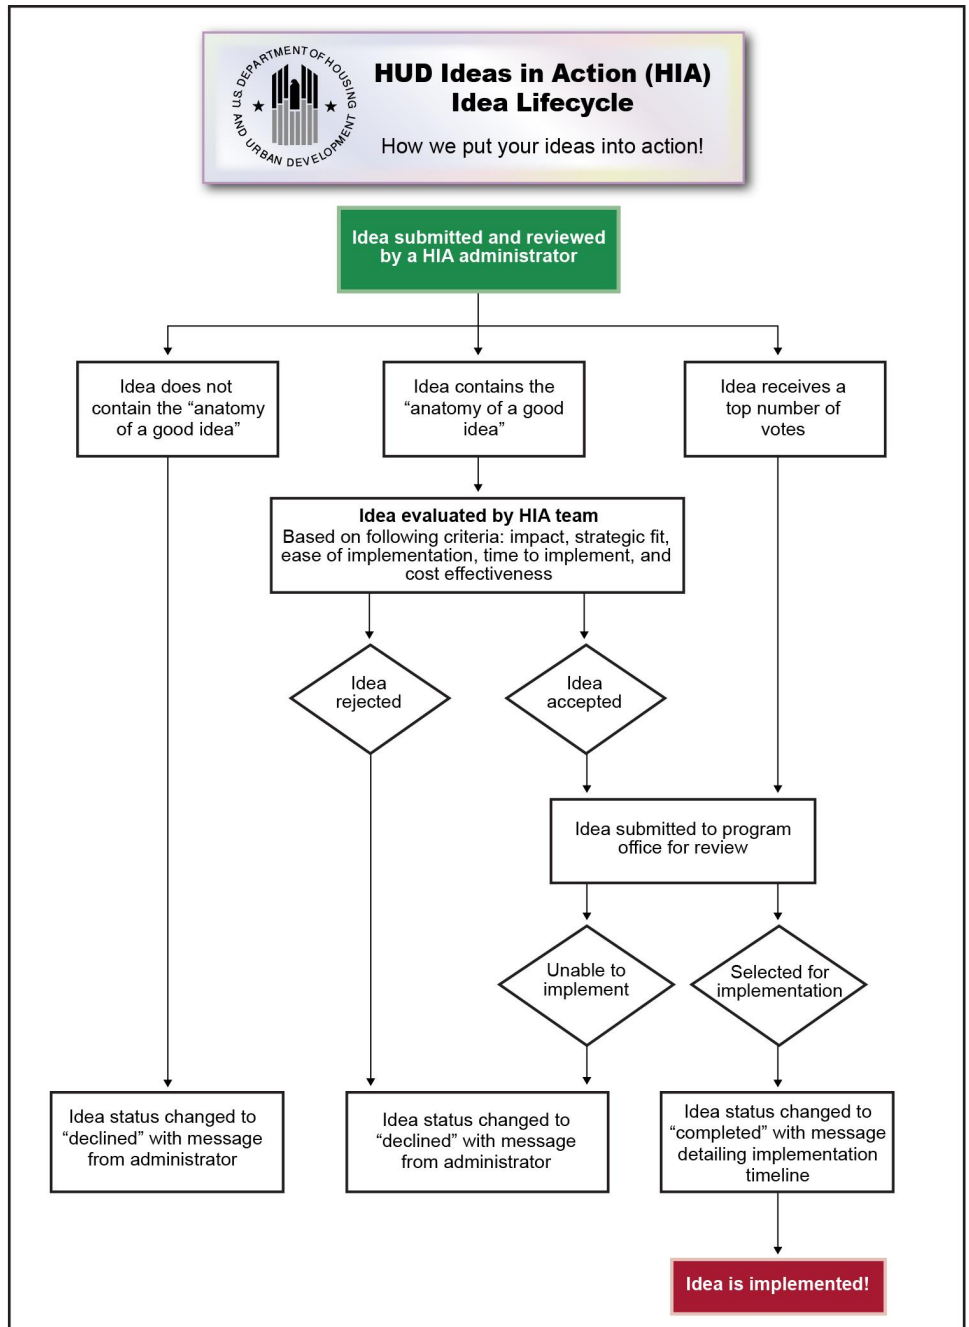 U.S. DEPARTMENT OF HOUSING
AND URBAN DEVELOPMENT
HUD Ideas in Action (HIA)
Idea Lifecycle
How we put your ideas into action!
Idea submitted and reviewed
by a HIA administrator
Idea does not
contain the “anatomy
of a good idea”
Idea contains the
“anatomy of a good
idea”
Idea receives a
top number of
votes
Idea evaluated by HIA team
Based on following criteria: impact, strategic fit,
ease of implementation, time to implement, and
cost effectiveness
Idea
rejected
Idea
accepted
Idea submitted to program
office for review
Unable to
implement
Selected for
implementation
Idea status changed to
“declined” with message
from administrator
Idea status changed to
“declined” with message
from administrator
Idea status changed to
“completed” with message
detailing implementation
timeline
Idea is implemented!